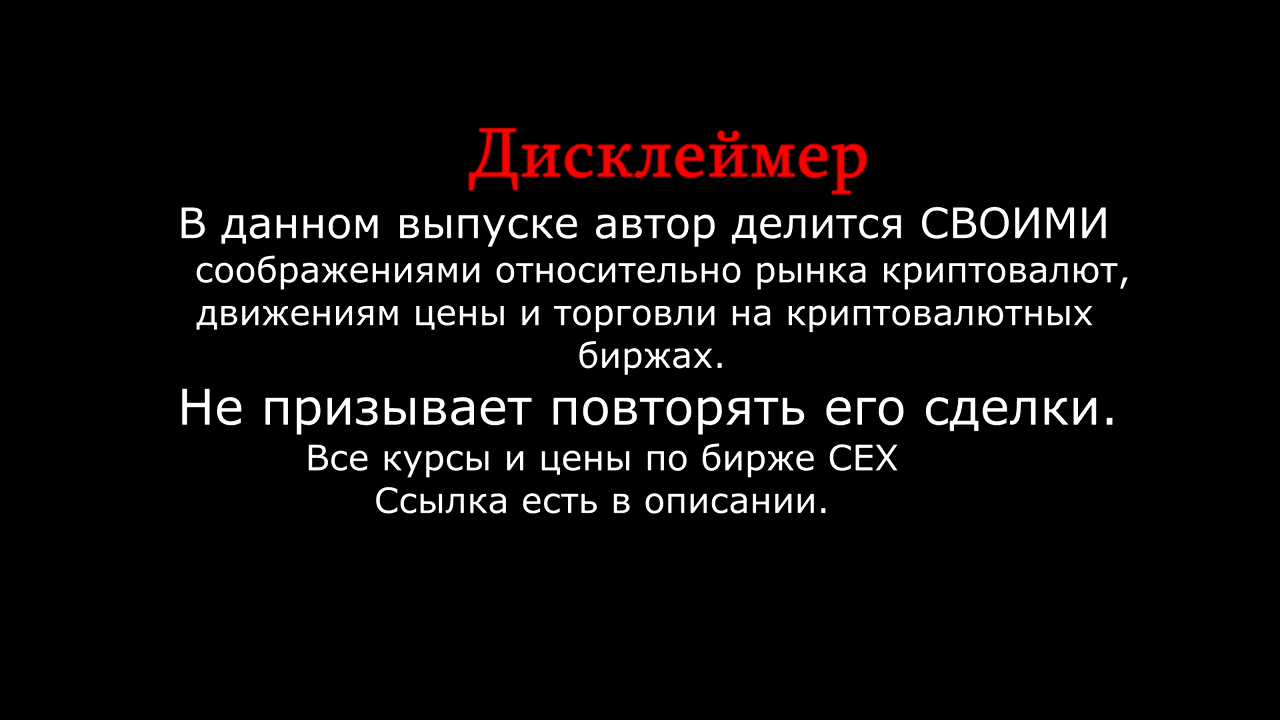 Дисклеймер
В данном выпуске автор делится СВОИМИ
соображениями относительно рынка криптовалют,
движениям цены и торговли на криптовалютных
биржах.
Не призывает повторять его сделки.
Все курсы и цены по бирже CEX
Ссылка есть в описании.